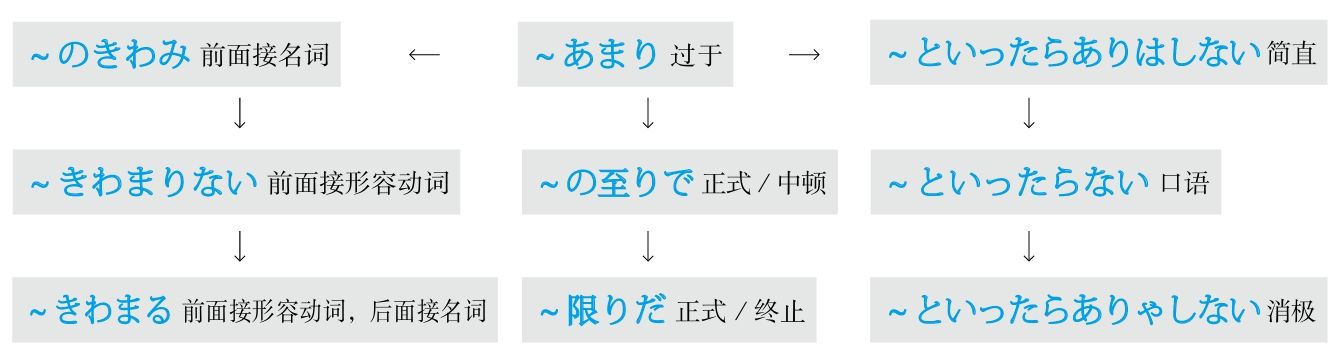 ~のきわみ 前面接名词 ← ~あまり 过于 → ~といったらありはしない 简直
↓ ↓ ↓
~きわまりない 前面接形容动词 ~の至りで 正式 / 中顿 ~といったらない 口语
↓ ↓ ↓
~きわまる 前面接形容动词，后面接名词 ~限りだ 正式 / 终止 ~といったらありゃしない 消极